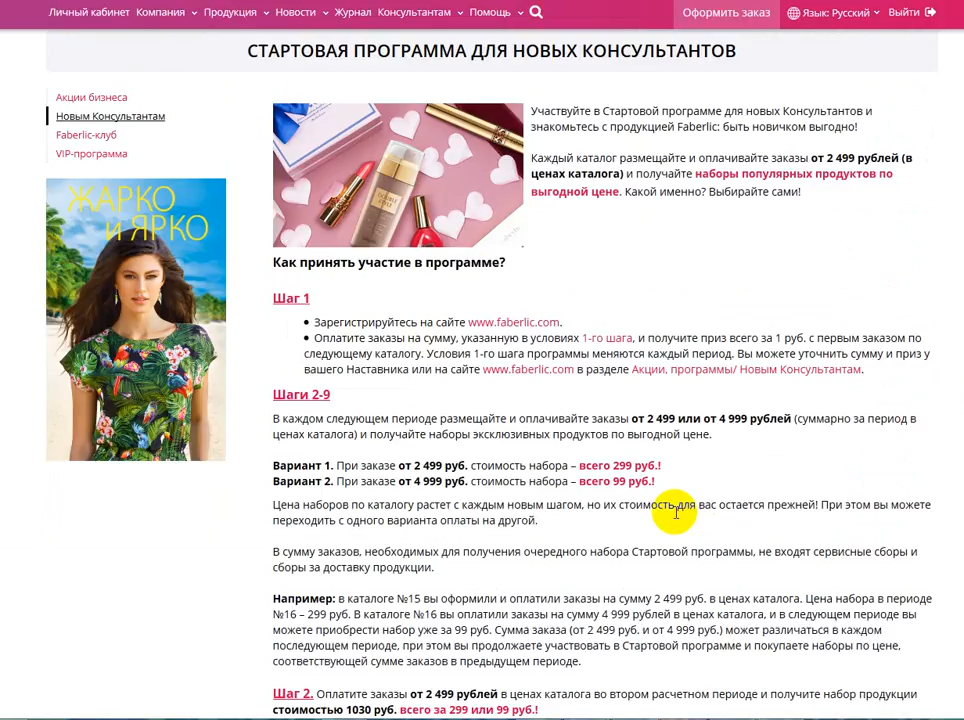 Личный кабинет Компания Продукция Новости Журнал Консультантам Помощь Оформить заказ Язык: Русский Выйти
СТАРТОВАЯ ПРОГРАММА ДЛЯ НОВЫХ КОНСУЛЬТАНТОВ
Акции бизнеса
Новым Консультантам
Faberlic-клуб
VIP-программа
ЖАРКО
и ЯРКО
Участвуйте в Стартовой программе для новых Консультантов и
знакомьтесь с продукцией Faberlic: быть новичком выгодно!
Каждый каталог размещайте и оплачивайте заказы от 2 499 рублей (в
ценах каталога) и получайте наборы популярных продуктов по
выгодной цене. Какой именно? Выбирайте сами!
Как принять участие в программе?
Шаг 1
• Зарегистрируйтесь на сайте www.faberlic.com.
• Оплатите заказы на сумму, указанную в условиях 1-го шага, и получите приз всего за 1 руб. с первым заказом по
следующему каталогу. Условия 1-го шага программы меняются каждый период. Вы можете уточнить сумму и приз у
вашего Наставника или на сайте www.faberlic.com в разделе Акции, программы/ Новым Консультантам.
Шаги 2-9
В каждом следующем периоде размещайте и оплачивайте заказы от 2 499 или от 4 999 рублей (суммарно за период в
ценах каталога) и получайте наборы эксклюзивных продуктов по выгодной цене.
Вариант 1. При заказе от 2 499 руб. стоимость набора – всего 299 руб.!
Вариант 2. При заказе от 4 999 руб. стоимость набора – всего 99 руб.!
Цена наборов по каталогу растет с каждым новым шагом, но их стоимость для вас остается прежней! При этом вы можете
переходить с одного варианта оплаты на другой.
В сумму заказов, необходимых для получения очередного набора Стартовой программы, не входят сервисные сборы и
сборы за доставку продукции.
Например: в каталоге №15 вы оформили и оплатили заказы на сумму 2 499 руб. в ценах каталога. Цена набора в периоде
№16 – 299 руб. В каталоге №16 вы оплатили заказы на сумму 4 999 рублей в ценах каталога, и в следующем периоде вы
можете приобрести набор уже за 99 руб. Сумма заказа (от 2 499 руб. и от 4 999 руб.) может различаться в каждом
последующем периоде, при этом вы продолжаете участвовать в Стартовой программе и покупаете наборы по цене,
соответствующей сумме заказов в предыдущем периоде.
Шаг 2. Оплатите заказы от 2 499 рублей в ценах каталога во втором расчетном периоде и получите набор продукции
стоимостью 1030 руб. всего за 299 или 99 руб.!